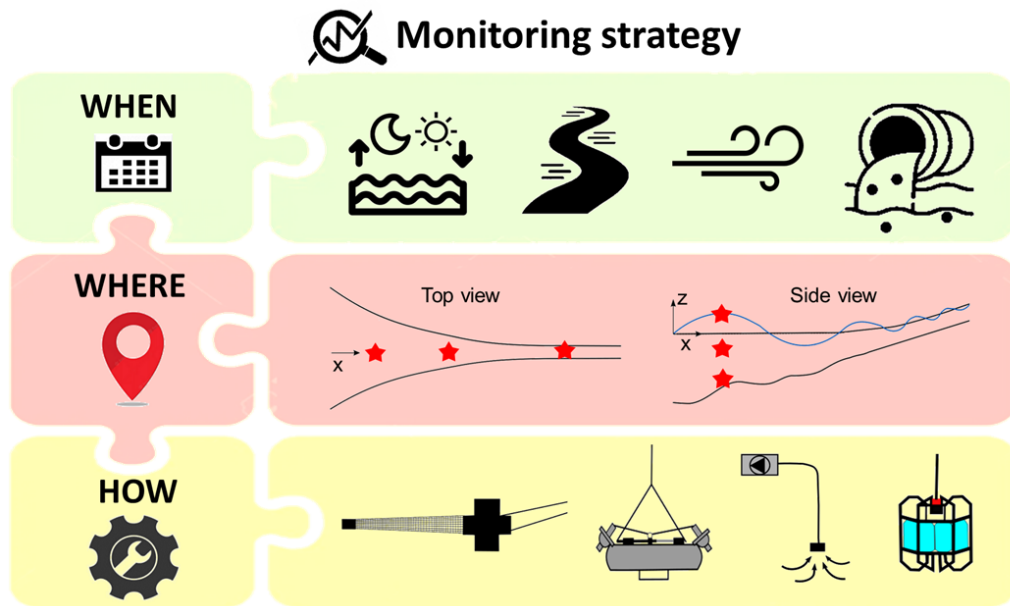 Monitoring strategy
WHEN
WHERE
Top view
x
Side view
z
x
HOW